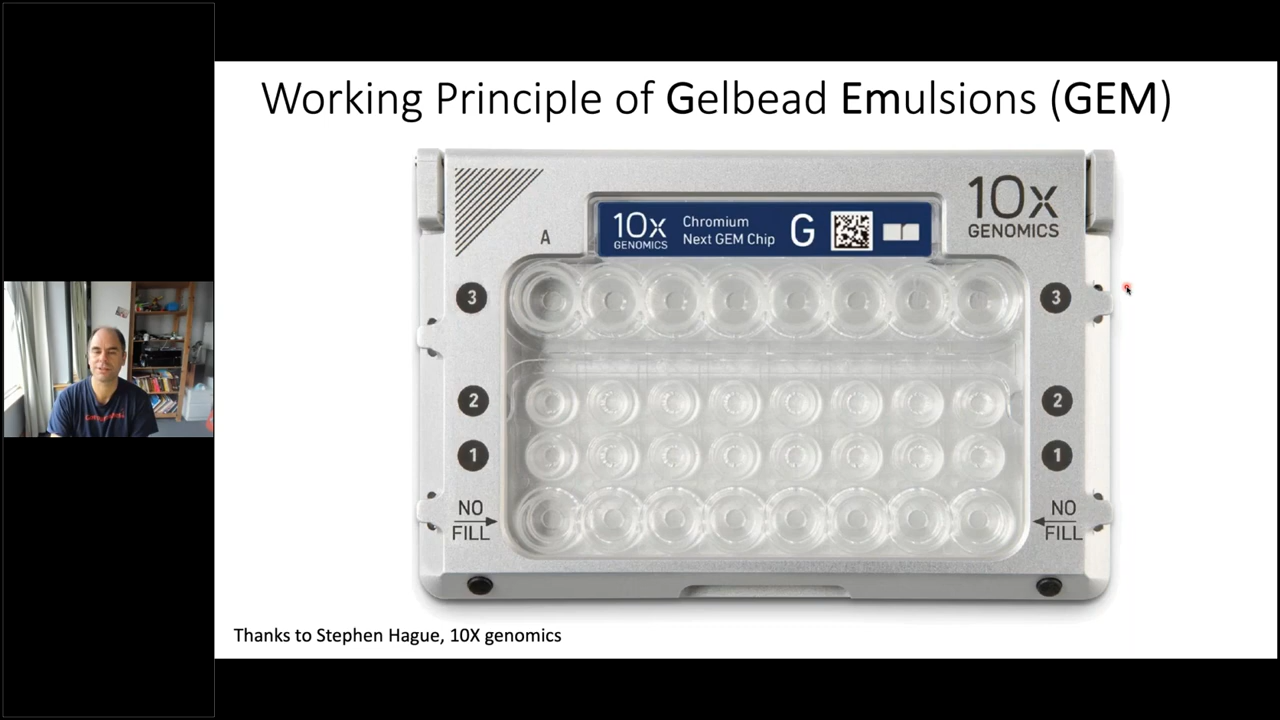 Working Principle of Gelbead Emulsions (GEM)
10x
GENOMICS
Chromium
Next GEM Chip
G
10x
GENOMICS
A
3
3
2
2
1
1
NO
FILL
NO
FILL
Thanks to Stephen Hague, 10X genomics